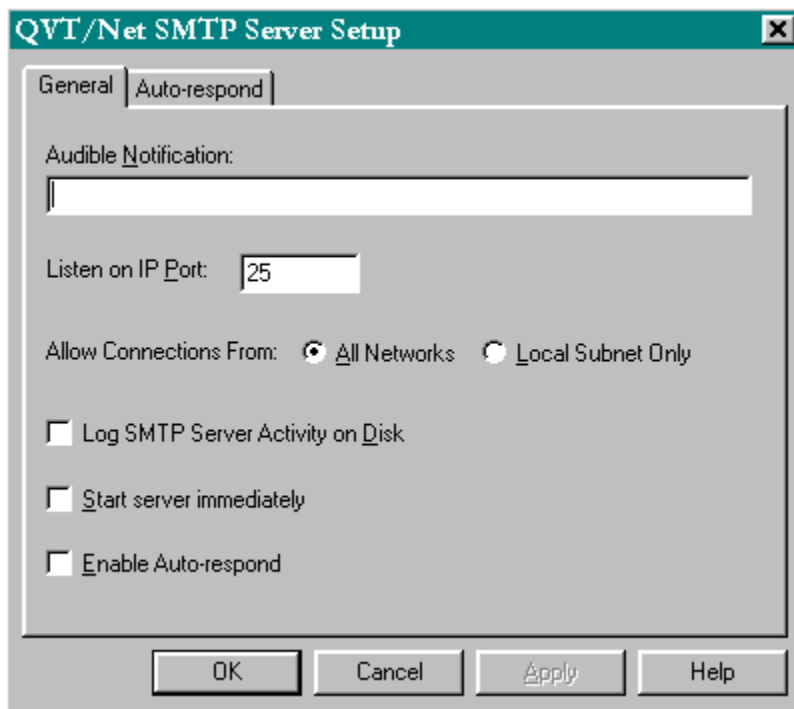 QVT/Net SMTP Server Setup
General Auto-respond
Audible Notification:
Listen on IP Port: 25
Allow Connections From: All Networks Local Subnet Only
Log SMTP Server Activity on Disk
Start server immediately
Enable Auto-respond
OK Cancel Apply Help